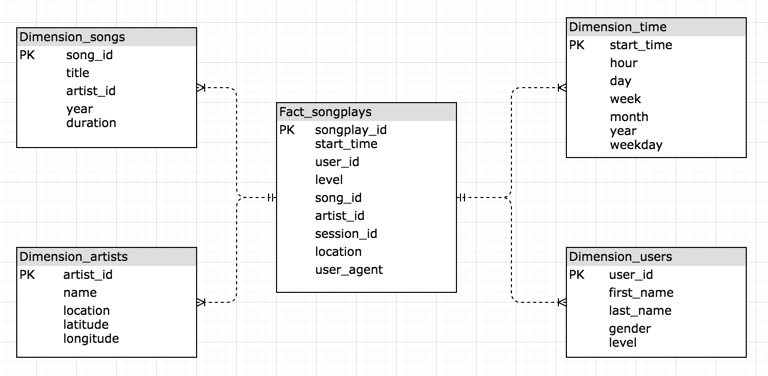 Dimension_songs
PK song_id
title
artist_id
year
duration
Dimension_artists
PK artist_id
name
location
latitude
longitude
Fact_songplays
PK songplay_id
start_time
user_id
level
song_id
artist_id
session_id
location
user_agent
Dimension_time
PK start_time
hour
day
week
month
year
weekday
Dimension_users
PK user_id
first_name
last_name
gender
level